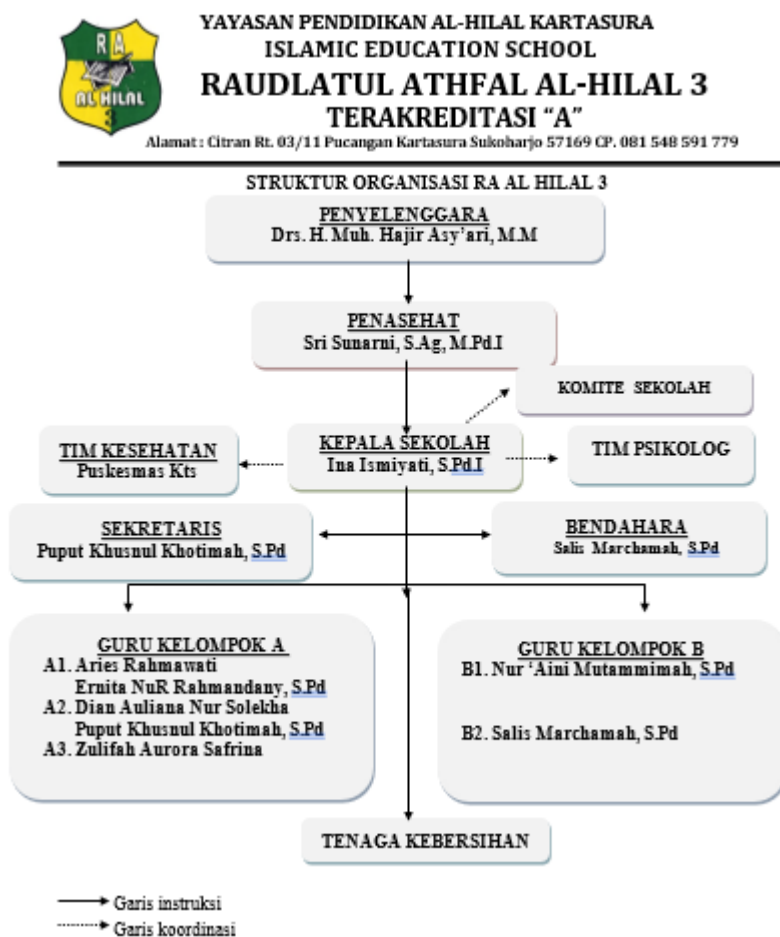 RA
AL HILAL
3
YAYASAN PENDIDIKAN AL-HILAL KARTASURA
ISLAMIC EDUCATION SCHOOL
RAUDLATUL ATHFAL AL-HILAL 3
TERAKREDITASI “A”
Alamat : Citran Rt. 03/11 Pucangan Kartasura Sukoharjo 57169 CP. 081 548 591 779
STRUKTUR ORGANISASI RA AL HILAL 3
PENYELENGGARA
Drs. H. Muh. Hajir Asy’ari, M.M
PENASEHAT
Sri Sunarni, S.Ag, M.Pd.I
KOMITE SEKOLAH
TIM KESEHATAN
Puskesmas Kts
KEPALA SEKOLAH
Ina Ismiyati, S.Pd.I
TIM PSIKOLOG
SEKRETARIS
Puput Khusnul Khotimah, S.Pd
BENDAHARA
Salis Marchamah, S.Pd
GURU KELOMPOK A
A1. Aries Rahmawati
Ernita NuR Rahmandany, S.Pd
A2. Dian Auliana Nur Solekha
Puput Khusnul Khotimah, S.Pd
A3. Zulifah Aurora Safrina
GURU KELOMPOK B
B1. Nur ‘Aini Mutammimah, S.Pd
B2. Salis Marchamah, S.Pd
TENAGA KEBERSIHAN
Garis instruksi
Garis koordinasi